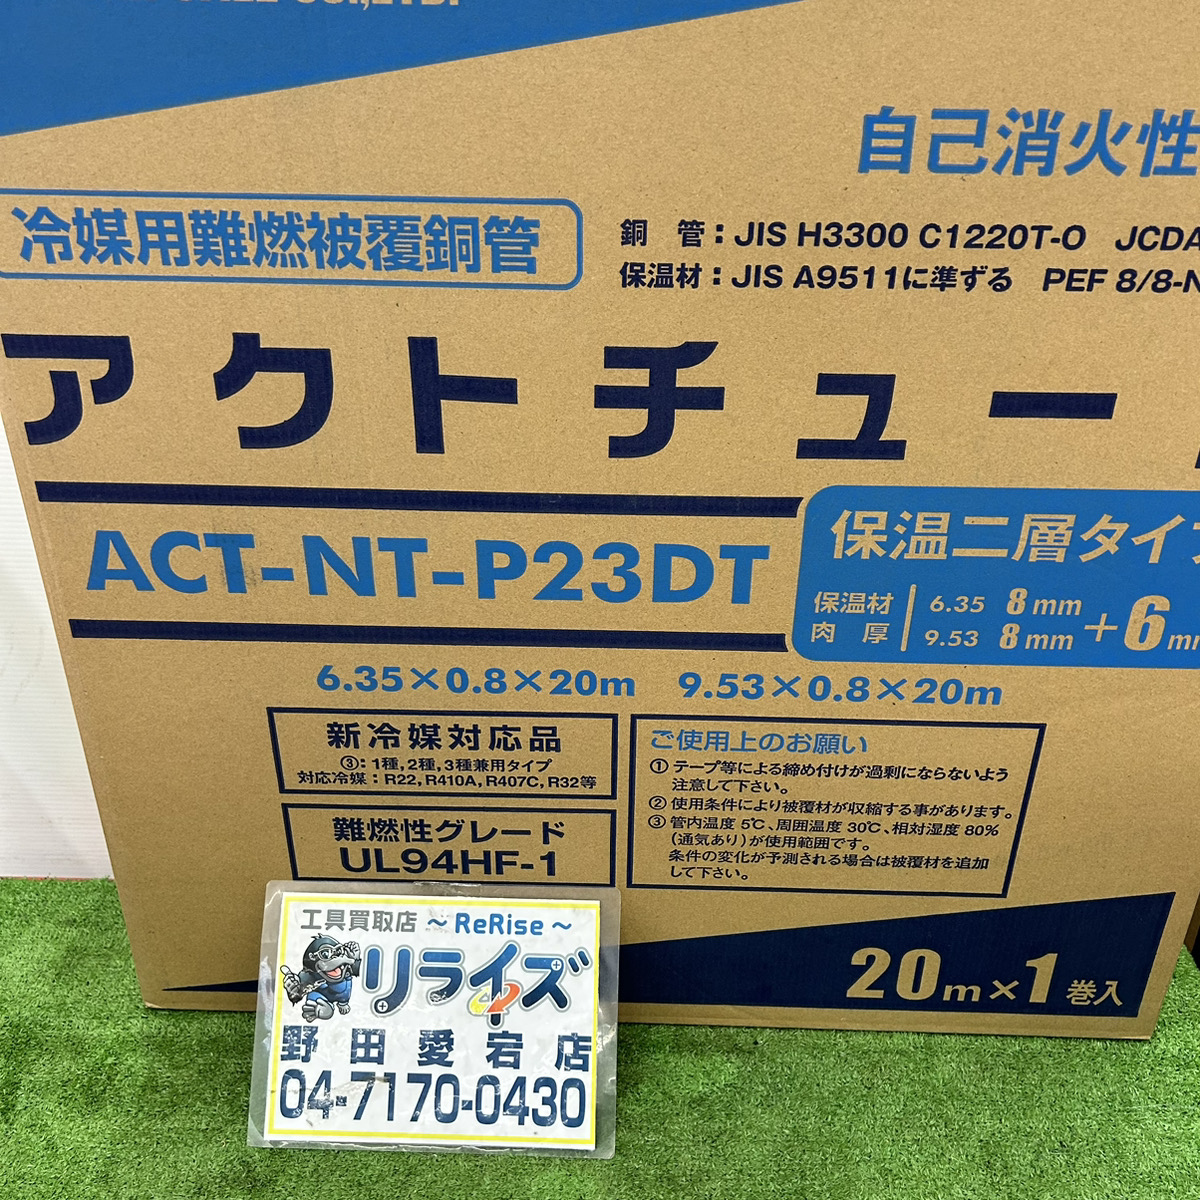 自己消火性
冷媒用難燃被覆銅管
銅 管：JIS H3300 C1220T-O JCDA
保温材：JIS A9511に準ずる PEF 8/8-N
アクトチュー
ACT-NT-P23DT
保温二層タイプ
保温材 6.35 8mm
肉 厚 9.53 8mm +6mm
6.35×0.8×20m 9.53×0.8×20m
新冷媒対応品
③：1種,2種,3種兼用タイプ
対応冷媒：R22,R410A,R407C,R32等
難燃性グレード
UL94HF-1
ご使用上のお願い
① テープ等による締め付けが過剰にならないよう
注意して下さい。
② 使用条件により被覆材が収縮する事があります。
③ 管内温度 5℃、周囲温度 30℃、相対湿度 80%
(通気あり)が使用範囲です。
条件の変化が予測される場合は被覆材を追加
して下さい。
20m×1巻入
工具買取店 ～ReRise～
リライズ
野田愛宕店
04-7170-0430